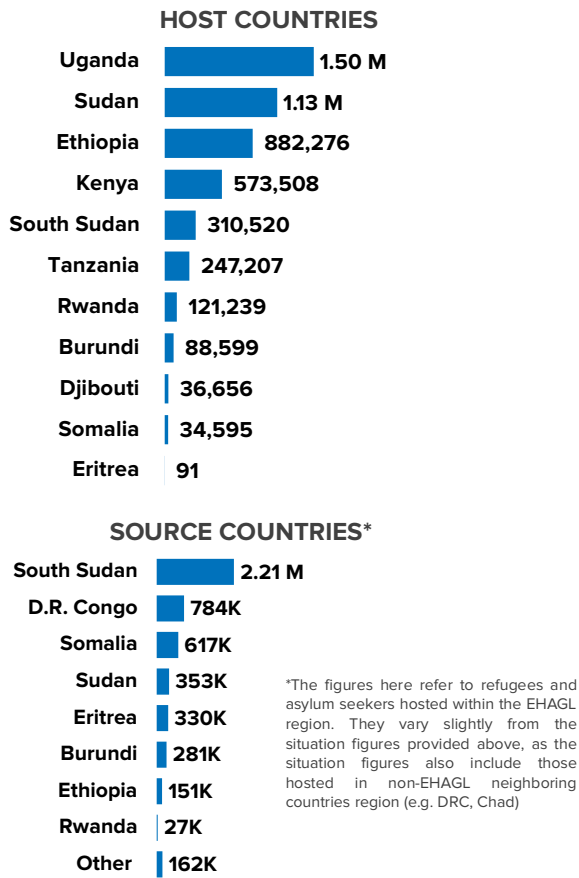 HOST COUNTRIES
Uganda 1.50 M
Sudan 1.13 M
Ethiopia 882,276
Kenya 573,508
South Sudan 310,520
Tanzania 247,207
Rwanda 121,239
Burundi 88,599
Djibouti 36,656
Somalia 34,595
Eritrea 91
SOURCE COUNTRIES*
South Sudan 2.21 M
D.R. Congo 784K
Somalia 617K
Sudan 353K
Eritrea 330K
Burundi 281K
Ethiopia 151K
Rwanda 27K
Other 162K
*The figures here refer to refugees and
asylum seekers hosted within the EHAGL
region. They vary slightly from the
situation figures provided above, as the
situation figures also include those
hosted in non-EHAGL neighboring
countries region (e.g. DRC, Chad)